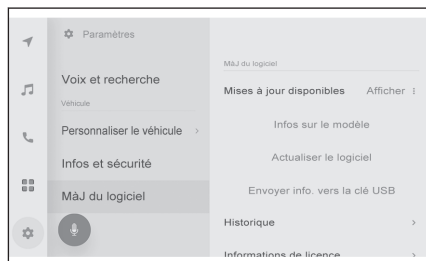 Paramètres
Voix et recherche
Véhicule
Personnaliser le véhicule
Infos et sécurité
MàJ du logiciel
MàJ du logiciel
Mises à jour disponibles Afficher
Infos sur le modèle
Actualiser le logiciel
Envoyer info. vers la clé USB
Historique
Informations de licence